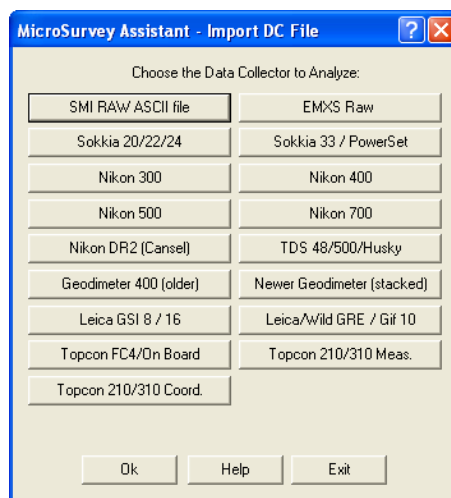 MicroSurvey Assistant - Import DC File
Choose the Data Collector to Analyze:
SMI RAW ASCII file EMXS Raw
Sokkia 20/22/24 Sokkia 33 / PowerSet
Nikon 300 Nikon 400
Nikon 500 Nikon 700
Nikon DR2 (Cansel) TDS 48/500/Husky
Geodimeter 400 (older) Newer Geodimeter (stacked)
Leica GSI 8 / 16 Leica/Wild GRE / Gif 10
Topcon FC4/On Board Topcon 210/310 Meas.
Topcon 210/310 Coord.
Ok Help Exit